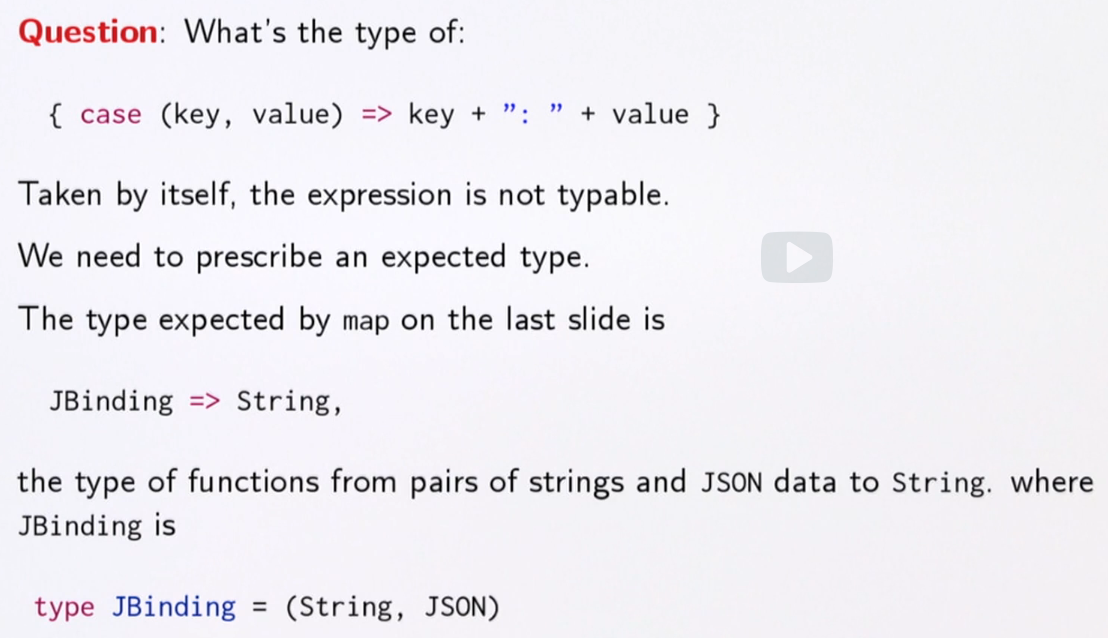 Question: What's the type of:
{ case (key, value) => key + ”: ” + value }
Taken by itself, the expression is not typable.
We need to prescribe an expected type.
The type expected by map on the last slide is
JBinding => String,
the type of functions from pairs of strings and JSON data to String. where
JBinding is
type JBinding = (String, JSON)